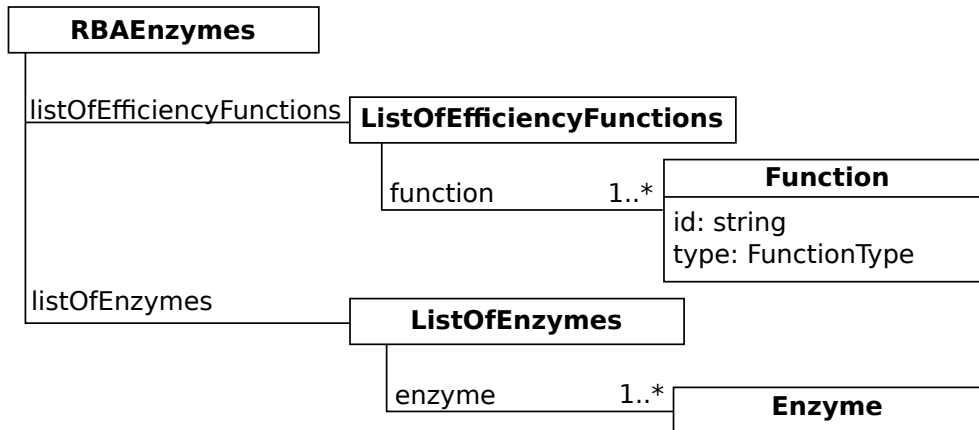 RBAEnzymes
listOfEfficiencyFunctions
ListOfEfficiencyFunctions
function 1..*
Function
id: string
type: FunctionType
listOfEnzymes
ListOfEnzymes
enzyme 1..*
Enzyme